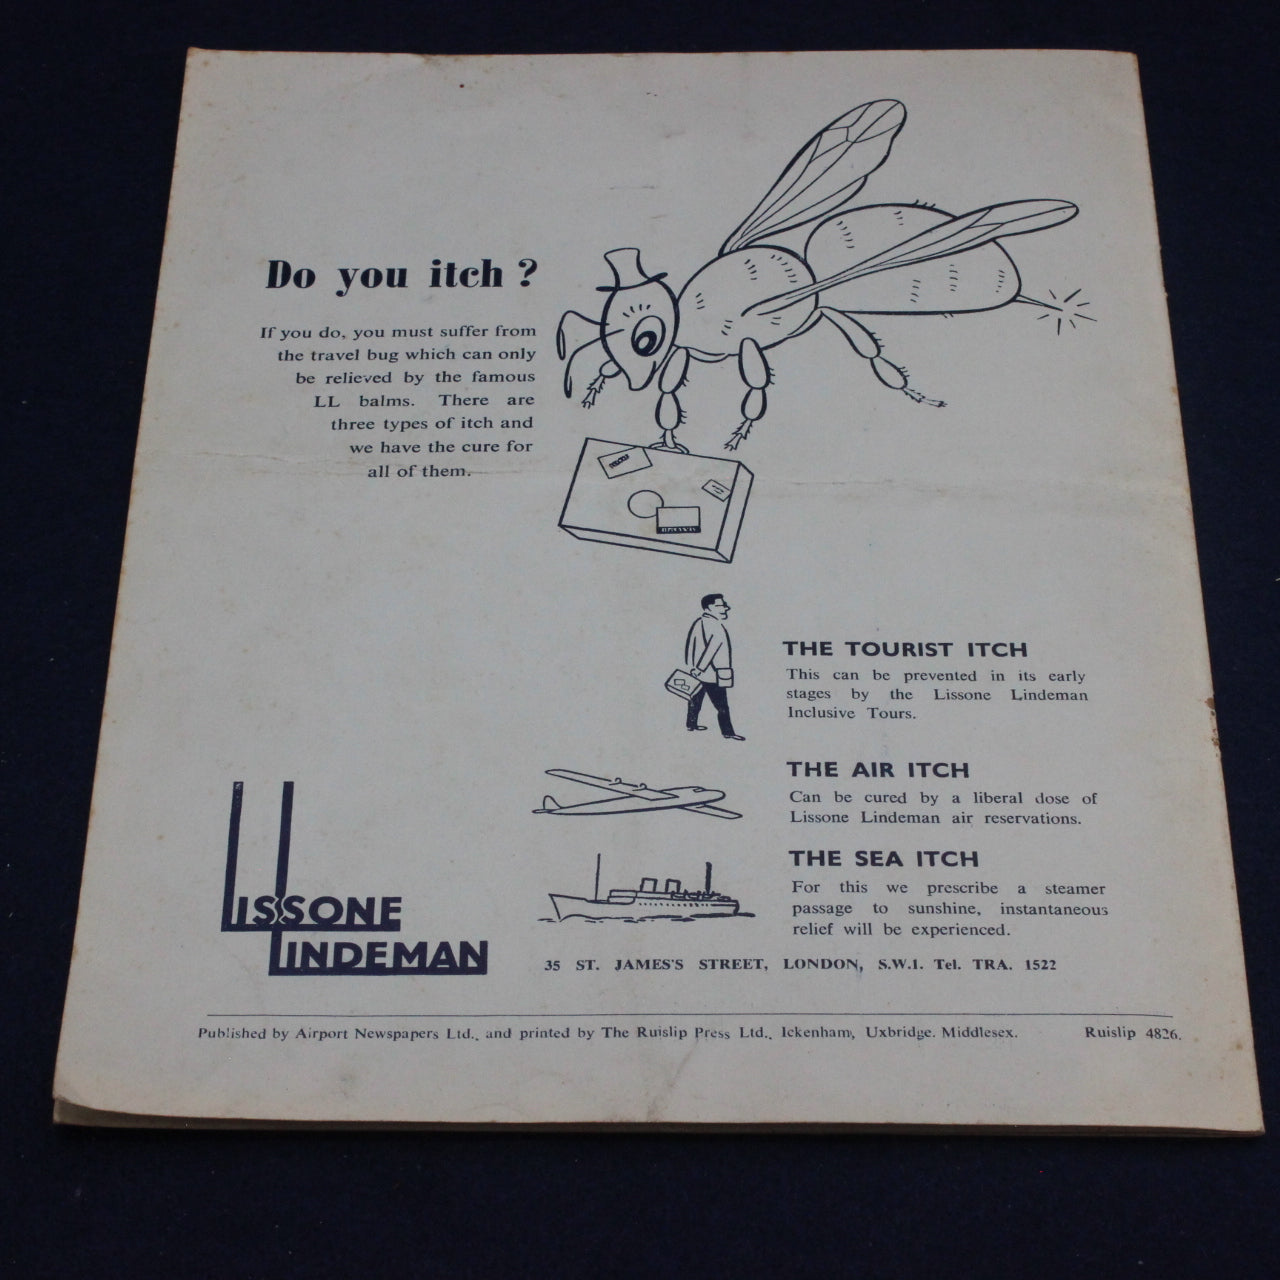 Do you itch ?
If you do, you must suffer from
the travel bug which can only
be relieved by the famous
LL balms. There are
three types of itch and
we have the cure for
all of them.
THE TOURIST ITCH
This can be prevented in its early
stages by the Lissone Lindeman
Inclusive Tours.
THE AIR ITCH
Can be cured by a liberal dose of
Lissone Lindeman air reservations.
THE SEA ITCH
For this we prescribe a steamer
passage to sunshine, instantaneous
relief will be experienced.
LISSONE
LINDEMAN
35 ST. JAMES'S STREET, LONDON, S.W.1. Tel. TRA. 1522
Published by Airport Newspapers Ltd., and printed by The Ruislip Press Ltd., Ickenham, Uxbridge. Middlesex. Ruislip 4826.